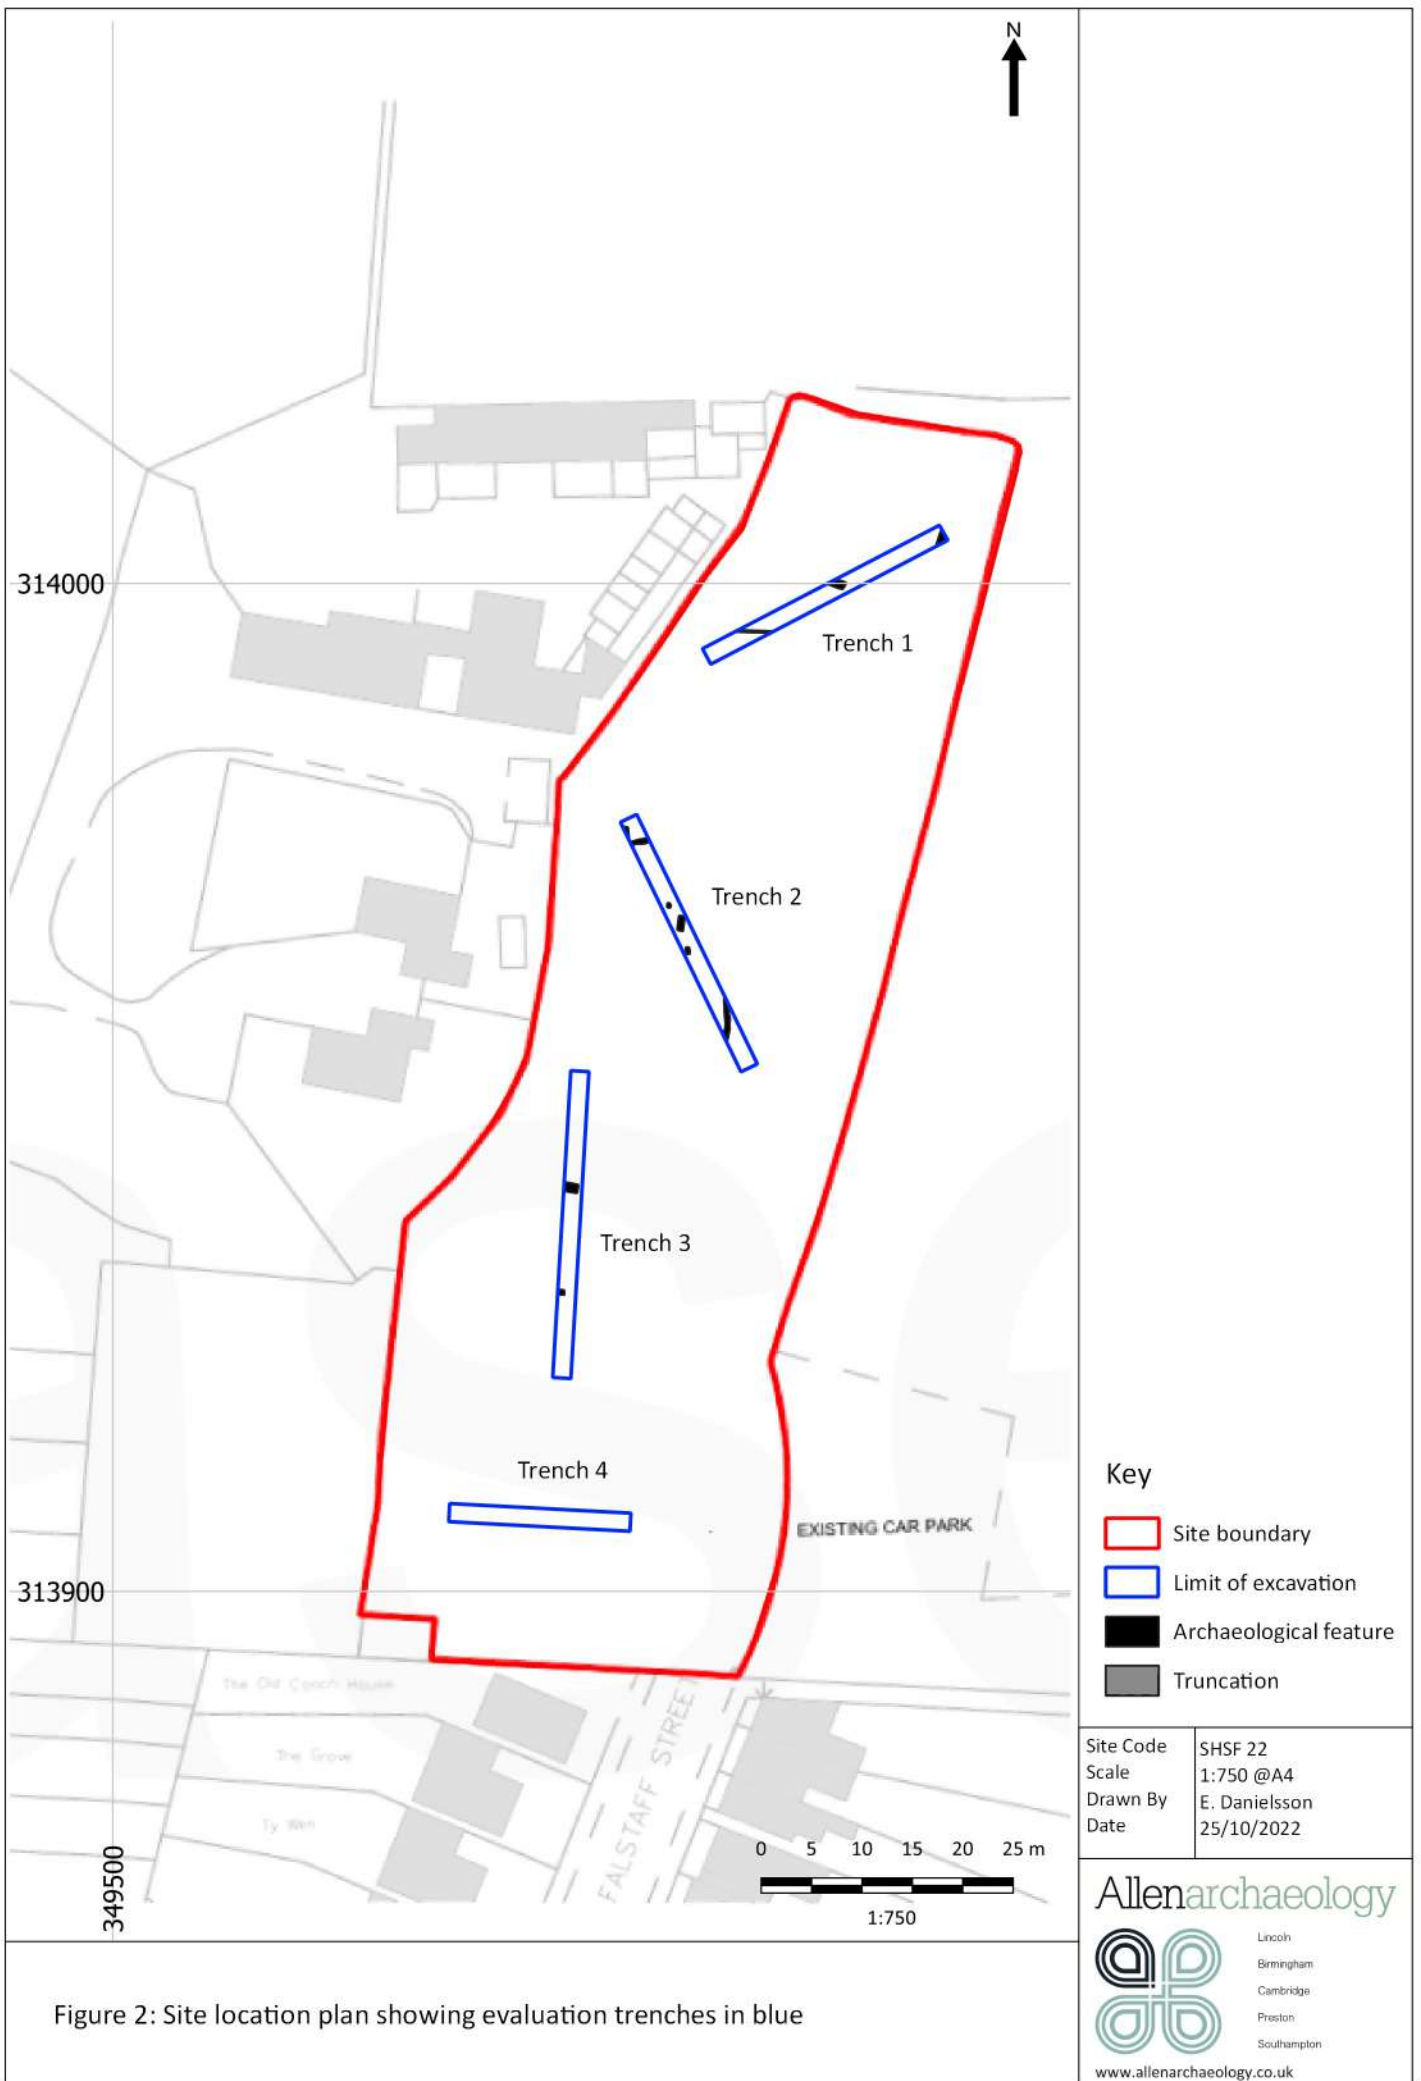 N
314000
Trench 1
Trench 2
Trench 3
Trench 4
EXISTING CAR PARK
313900
The Old Coach House
The Grove
Ty Wen
FALSTAFF STREET
349500
0 5 10 15 20 25 m
1:750
Key
Site boundary
Limit of excavation
Archaeological feature
Truncation
Site Code SHSF 22
Scale 1:750 @A4
Drawn By E. Danielsson
Date 25/10/2022
Allenarchaeology
Lincoln
Birmingham
Cambridge
Preston
Southampton
www.allenarchaeology.co.uk
Figure 2: Site location plan showing evaluation trenches in blue